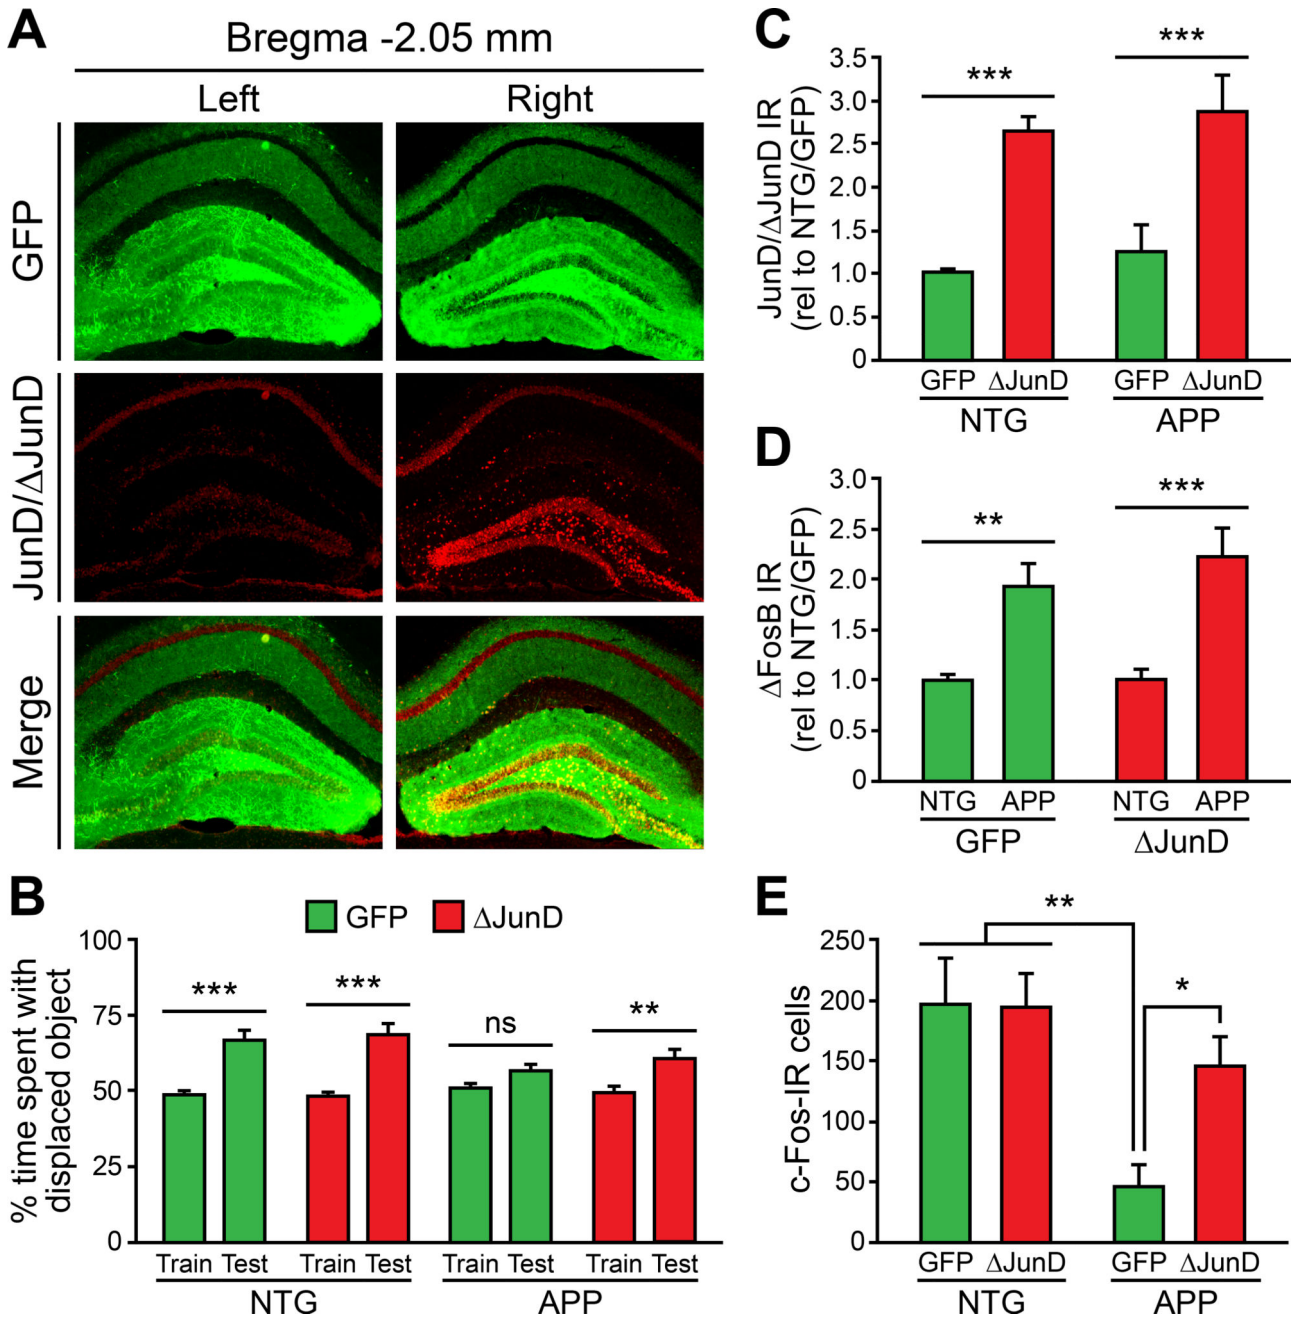 A
Bregma -2.05 mm
Left
Right
GFP
JunD/ΔJunD
Merge
B
GFP
ΔJunD
% time spent with
displaced object
100
75
50
25
0
***
***
ns
**
Train Test
Train Test
Train Test
Train Test
NTG
APP
C
JunD/ΔJunD IR
(rel to NTG/GFP)
3.5
3.0
2.5
2.0
1.5
1.0
0.5
0
***
***
GFP ΔJunD
GFP ΔJunD
NTG
APP
D
ΔFosB IR
(rel to NTG/GFP)
3.0
2.5
2.0
1.5
1.0
0.5
0
**
***
NTG APP
NTG APP
GFP
ΔJunD
E
c-Fos-IR cells
250
200
150
100
50
0
**
*
GFP ΔJunD
GFP ΔJunD
NTG
APP